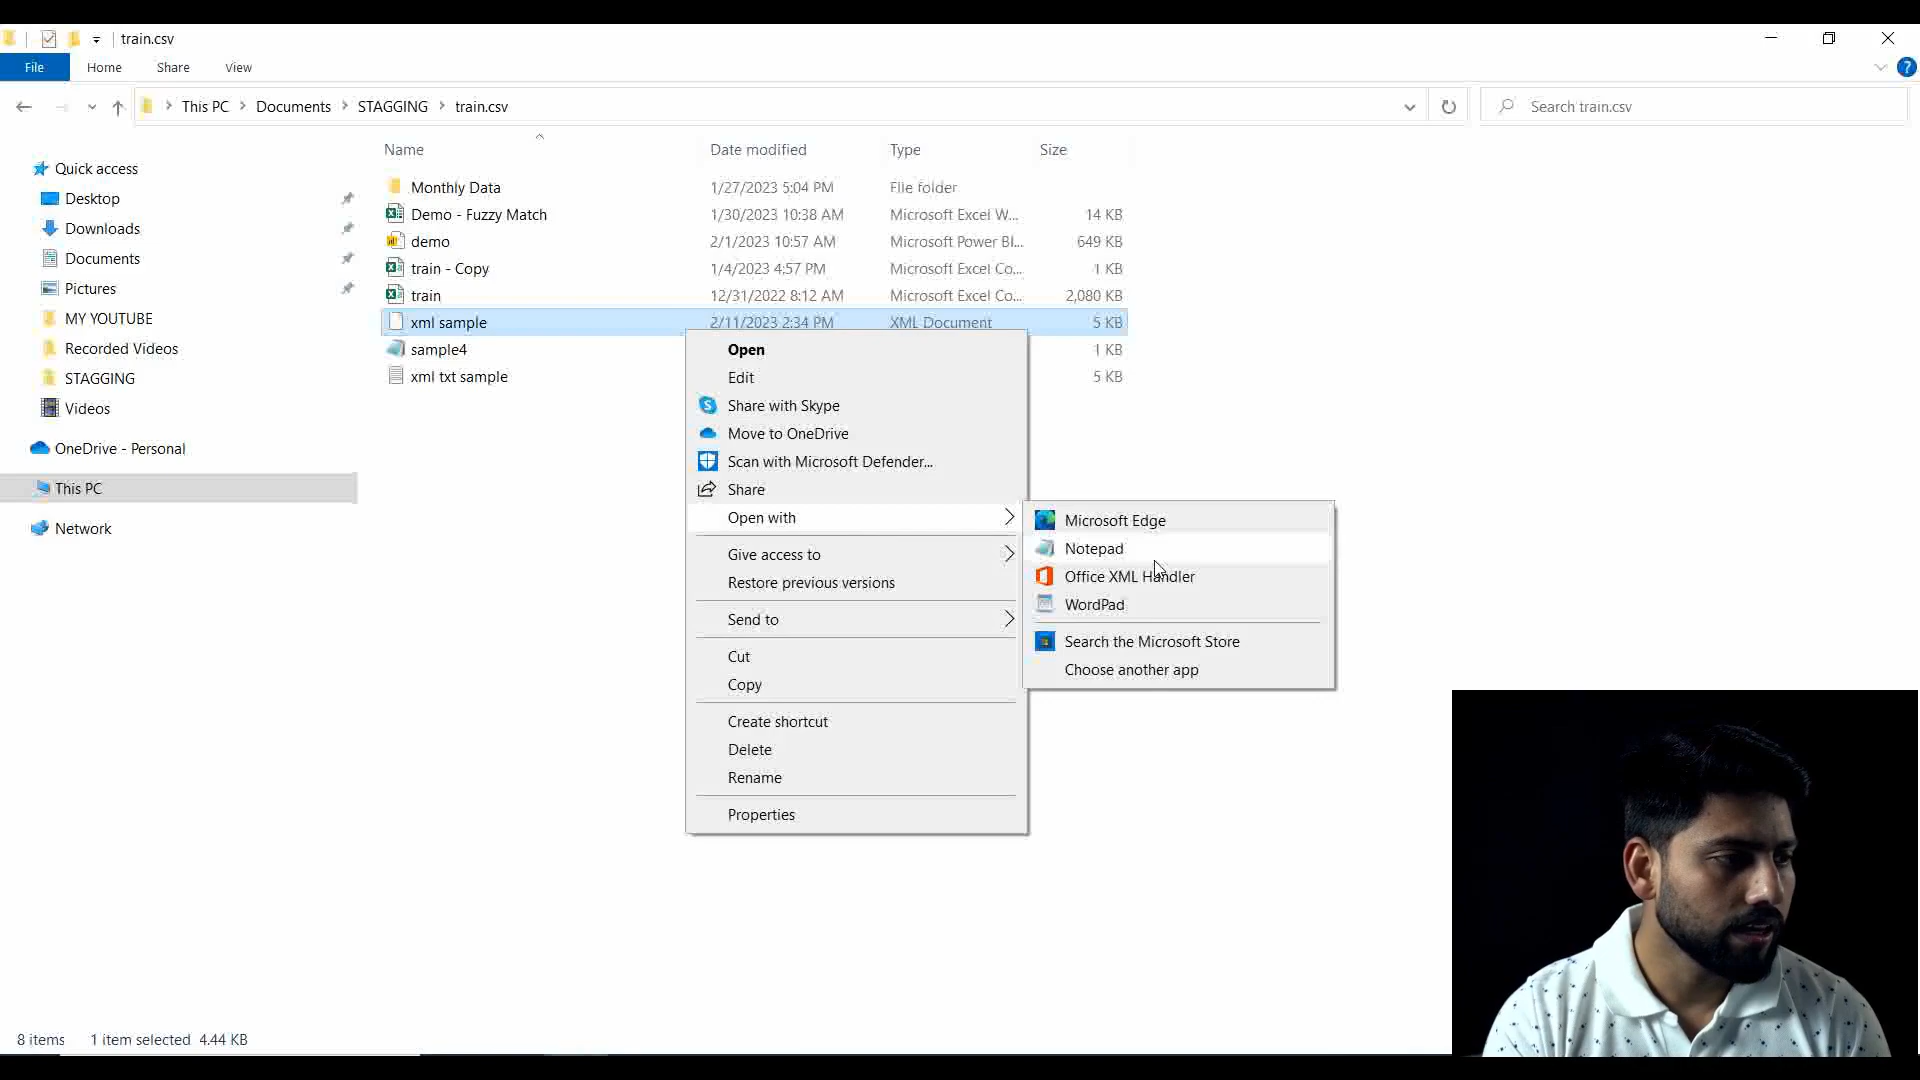 train.csv
File Home Share View
This PC Documents STAGGING train.csv
Search train.csv
Name Date modified Type Size
Quick access
Desktop
Downloads
Documents
Pictures
MY YOUTUBE
Recorded Videos
STAGGING
Videos
OneDrive - Personal
This PC
Network
Monthly Data 1/27/2023 5:04 PM File folder
Demo - Fuzzy Match 1/30/2023 10:38 AM Microsoft Excel W... 14 KB
demo 2/1/2023 10:57 AM Microsoft Power BI... 649 KB
train - Copy 1/4/2023 4:57 PM Microsoft Excel Co... 1 KB
train 12/31/2022 8:12 AM Microsoft Excel Co... 2,080 KB
xml sample 2/11/2023 2:34 PM XML Document 5 KB
sample4 1 KB
xml txt sample 5 KB
Open
Edit
Share with Skype
Move to OneDrive
Scan with Microsoft Defender...
Share
Open with
Give access to
Restore previous versions
Send to
Cut
Copy
Create shortcut
Delete
Rename
Properties
Microsoft Edge
Notepad
Office XML Handler
WordPad
Search the Microsoft Store
Choose another app
8 items 1 item selected 4.44 KB